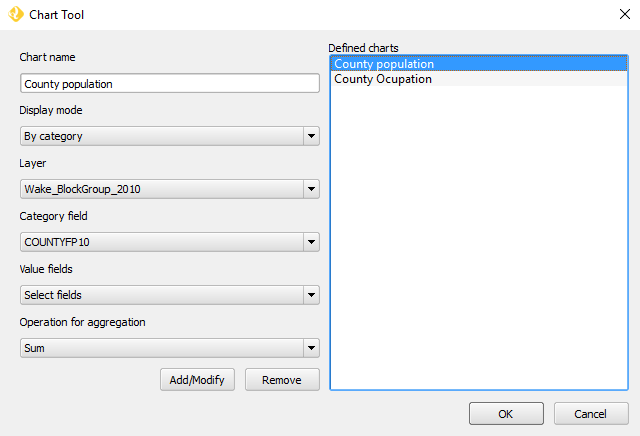 Chart Tool
Chart name
County population
Display mode
By category
Layer
Wake_BlockGroup_2010
Category field
COUNTYFP10
Value fields
Select fields
Operation for aggregation
Sum
Add/Modify
Remove
Defined charts
County population
County Ocupation
OK
Cancel